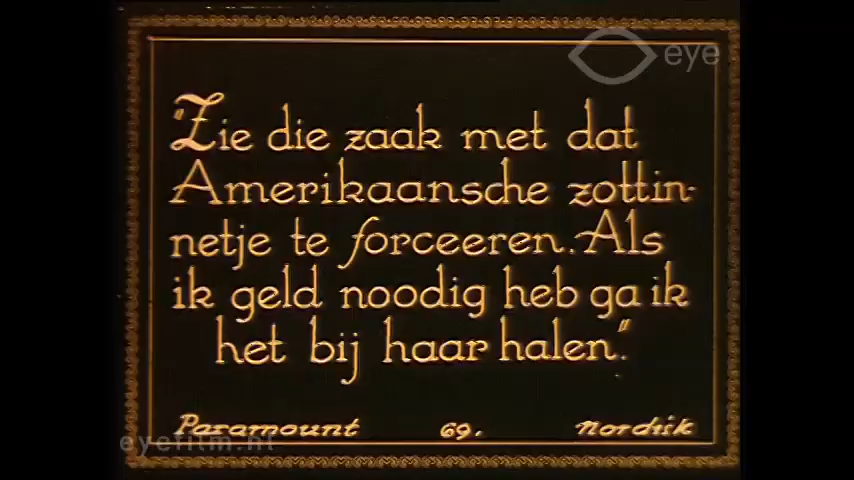 eye
"Zie die zaak met dat
Amerikaansche zottin-
netje te forceeren. Als
ik geld noodig heb ga ik
het bij haar halen."
Paramount 69. Nordisk
eyefilm.nl